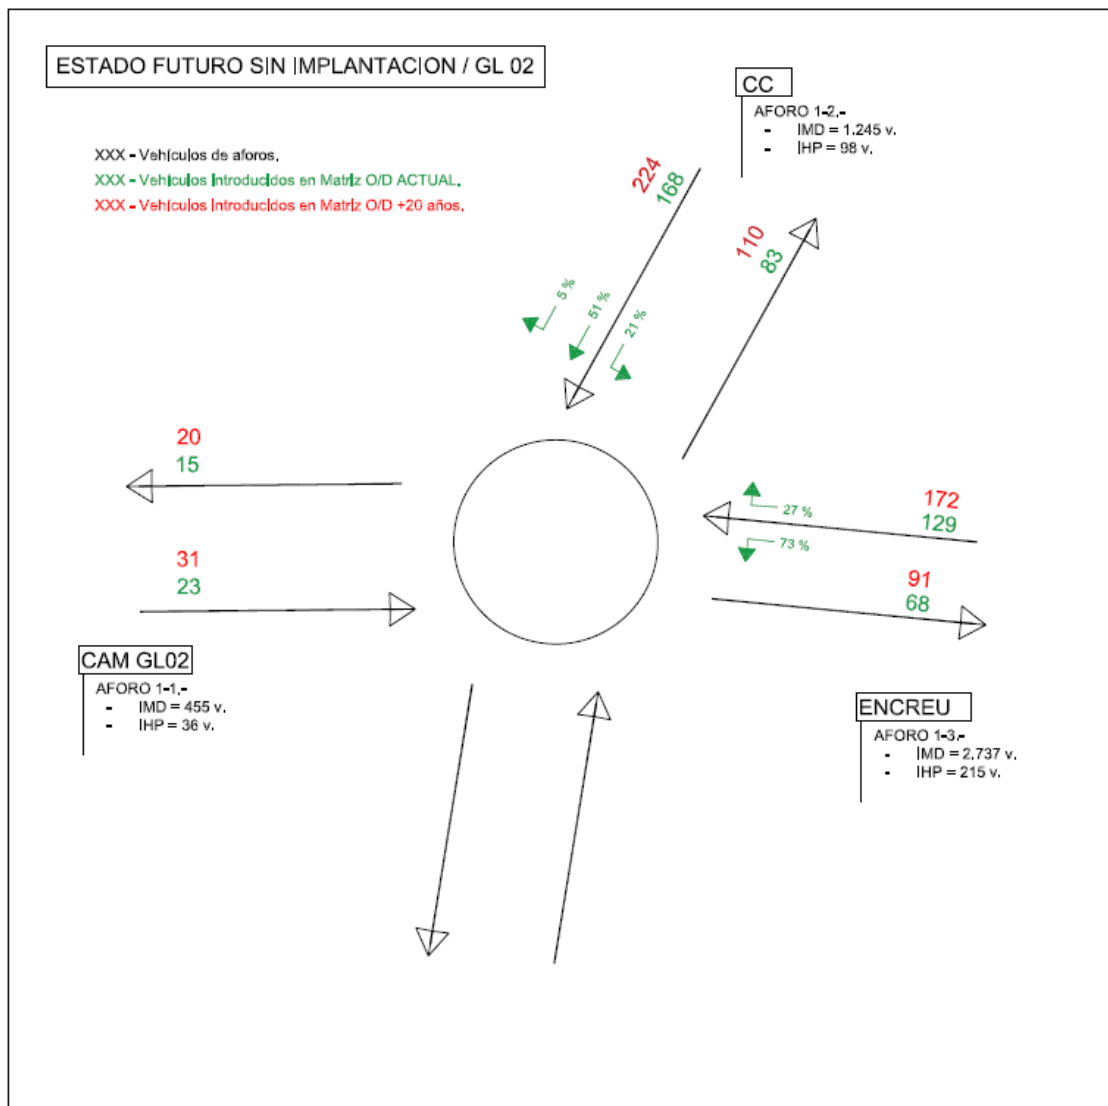 ESTADO FUTURO SIN IMPLANTACION / GL 02
CC
AFORO 1-2.-
- IMD = 1.245 v.
- IHP = 98 v.
XXX - Vehículos de aforos.
XXX - Vehículos Introducidos en Matriz O/D ACTUAL.
XXX - Vehículos Introducidos en Matriz O/D +20 años.
224
168
110
83
5 %
51 %
21 %
20
15
27 %
73 %
172
129
31
23
91
68
CAM GL02
AFORO 1-1.-
- IMD = 455 v.
- IHP = 36 v.
ENCREU
AFORO 1-3.-
- IMD = 2.737 v.
- IHP = 215 v.